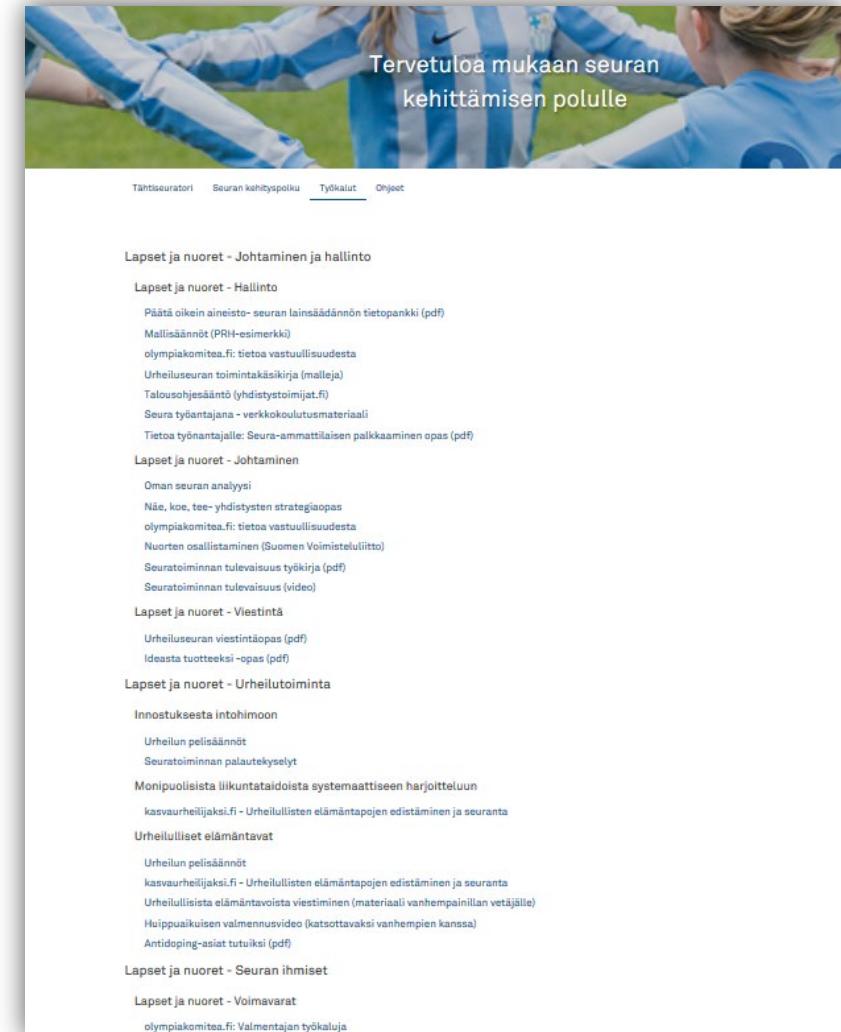 Tervetuloa mukaan seuran
kehittämisen polulle
Tähtiseuratori Seuran kehityspolku Työkalut Ohjeet
Lapset ja nuoret - Johtaminen ja hallinto
Lapset ja nuoret - Hallinto
Päätä oikein aineisto- seuran lainsäädännön tietopankki (pdf)
Mallisäännöt (PRH-esimerkki)
olympiakomitea.fi: tietoa vastuullisuudesta
Urheiluseuran toimintakäsikirja (malleja)
Talousohjesääntö (yhdistystoimijat.fi)
Seura työantajana - verkkokoulutusmateriaali
Tietoa työnantajalle: Seura-ammattilaisen palkkaaminen opas (pdf)
Lapset ja nuoret - Johtaminen
Oman seuran analyysi
Näe, koe, tee- yhdistysten strategiaopas
olympiakomitea.fi: tietoa vastuullisuudesta
Nuorten osallistaminen (Suomen Voimisteluliitto)
Seuratoiminnan tulevaisuus työkirja (pdf)
Seuratoiminnan tulevaisuus (video)
Lapset ja nuoret - Viestintä
Urheiluseuran viestintäopas (pdf)
Ideasta tuotteeksi -opas (pdf)
Lapset ja nuoret - Urheilutoiminta
Innostuksesta intohimoon
Urheilun pelisäännöt
Seuratoiminnan palautekyselyt
Monipuolisista liikuntataidoista systemaattiseen harjoitteluun
kasvaurheilijaksi.fi - Urheilullisten elämäntapojen edistäminen ja seuranta
Urheilulliset elämäntavat
Urheilun pelisäännöt
kasvaurheilijaksi.fi - Urheilullisten elämäntapojen edistäminen ja seuranta
Urheilullisista elämäntavoista viestiminen (materiaali vanhempainillan vetäjälle)
Huippuaikuisen valmennusvideo (katsottavaksi vanhempien kanssa)
Antidoping-asiat tutuiksi (pdf)
Lapset ja nuoret - Seuran ihmiset
Lapset ja nuoret - Voimavarat
olympiakomitea.fi: Valmentajan työkaluja